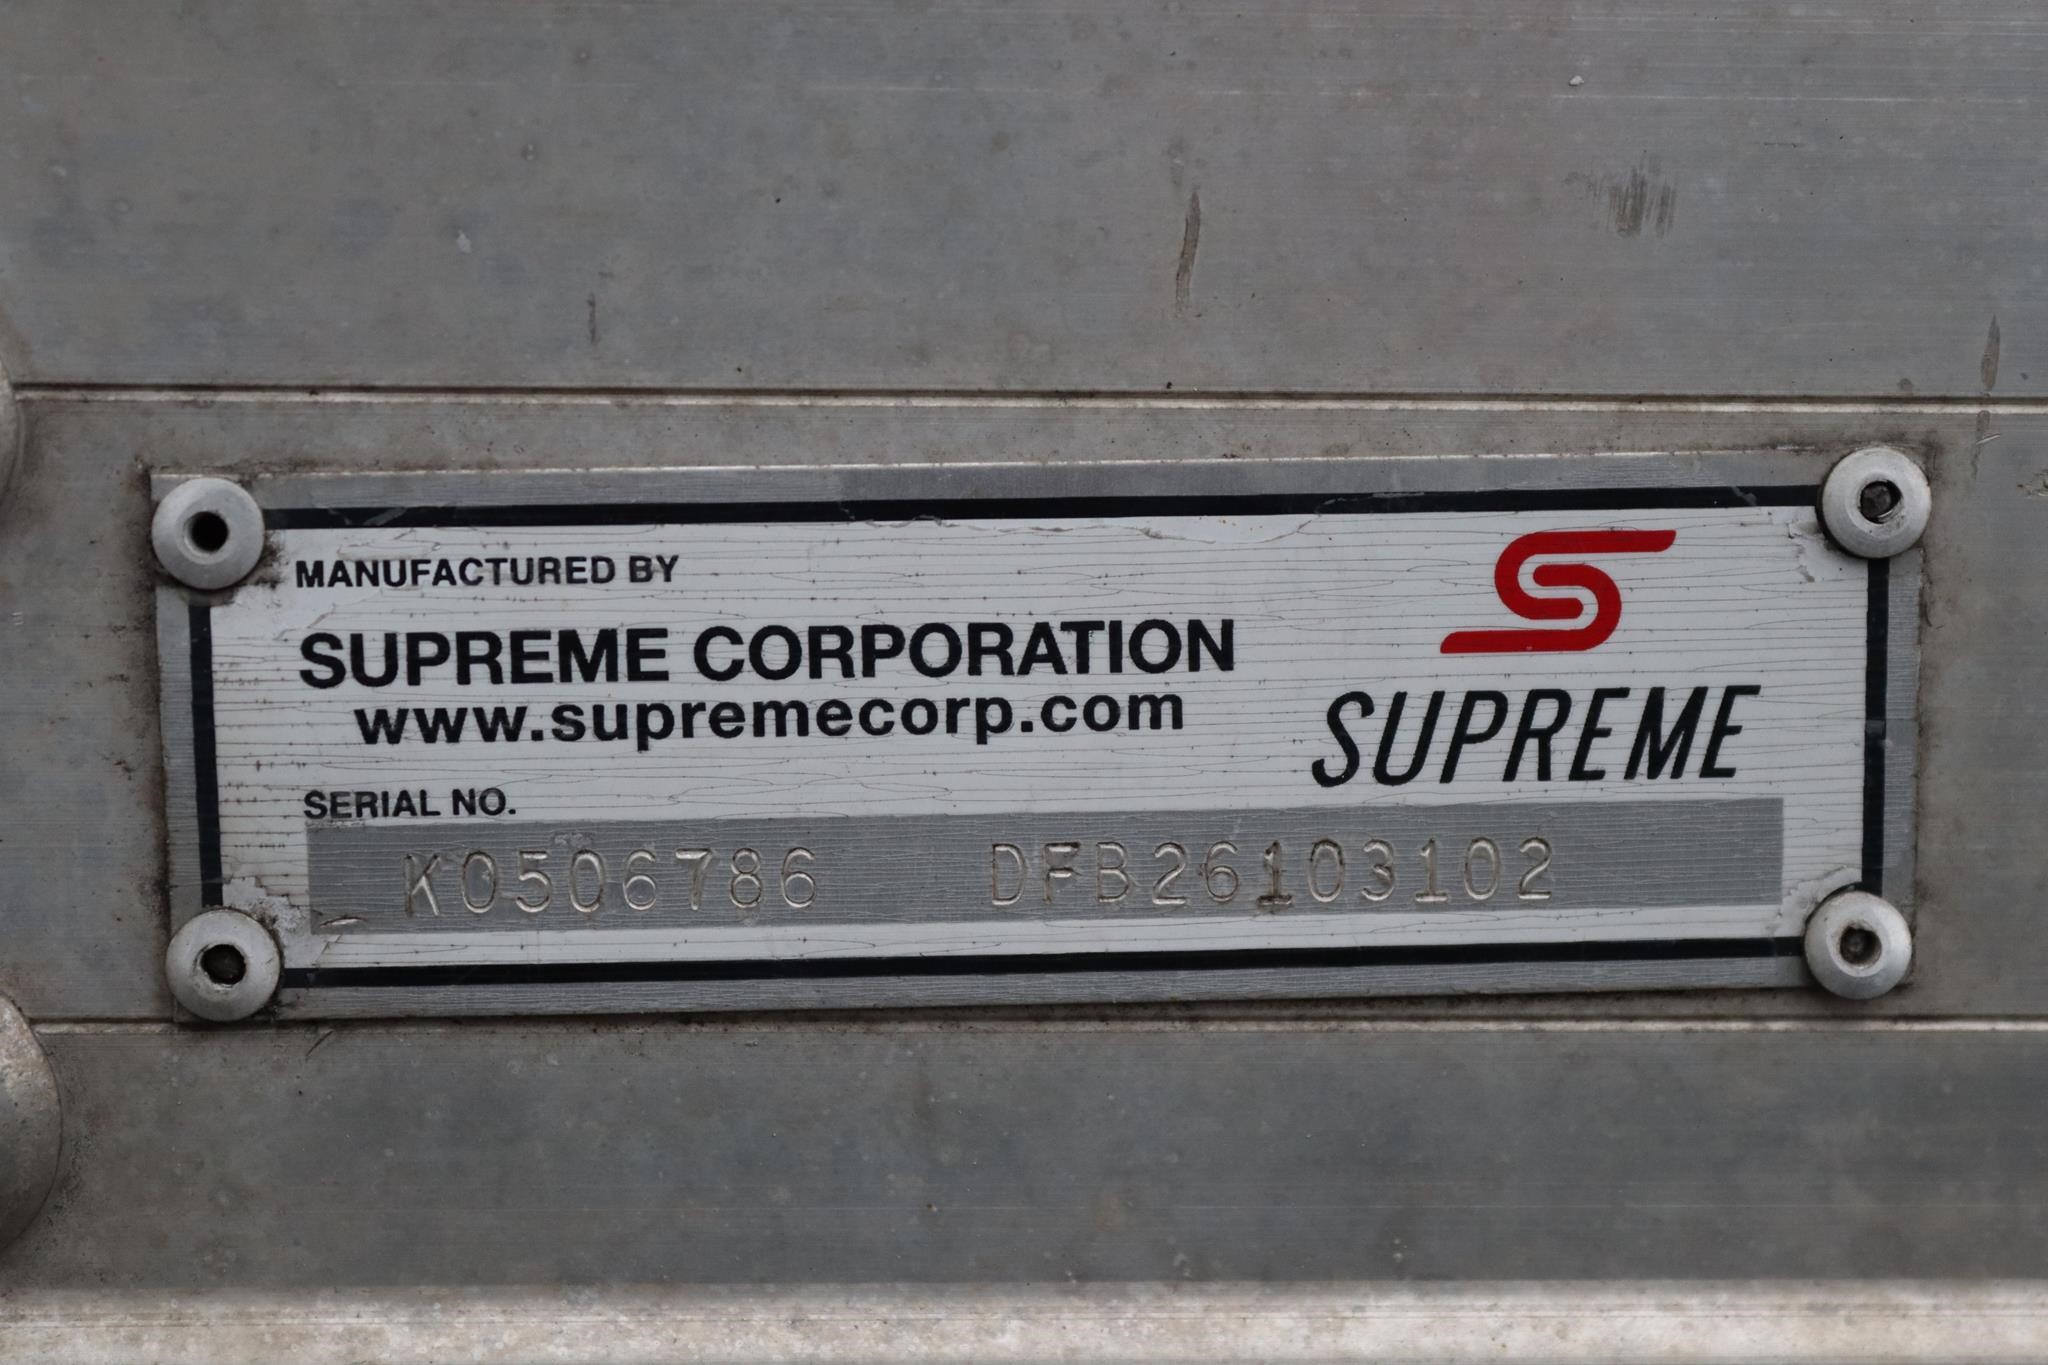 MANUFACTURED BY
SUPREME CORPORATION
www.supremecorp.com
SUPREME
SERIAL NO.
K0506786 DFB26103102